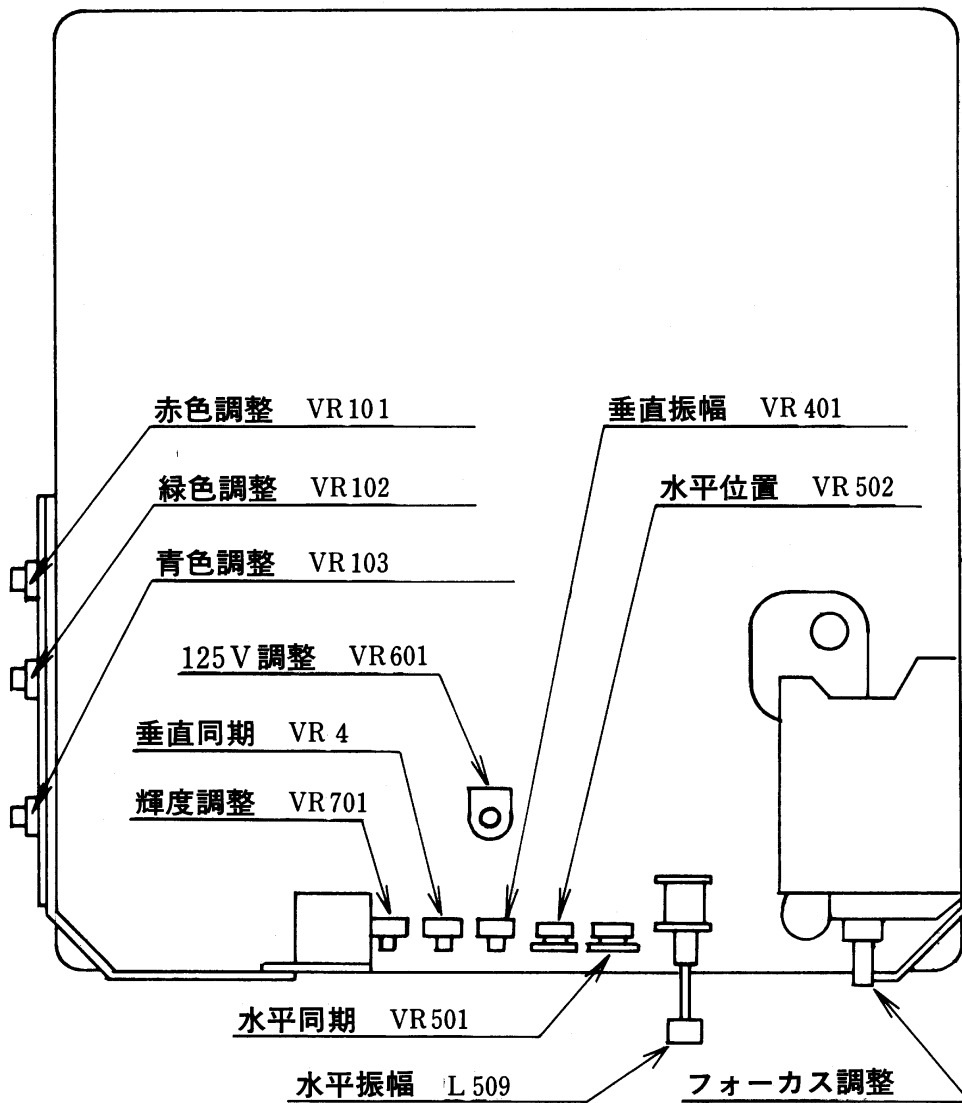 赤色調整 VR101
垂直振幅 VR401
緑色調整 VR102
水平位置 VR502
青色調整 VR103
125V調整 VR601
垂直同期 VR4
輝度調整 VR701
水平同期 VR501
水平振幅 L509
フォーカス調整